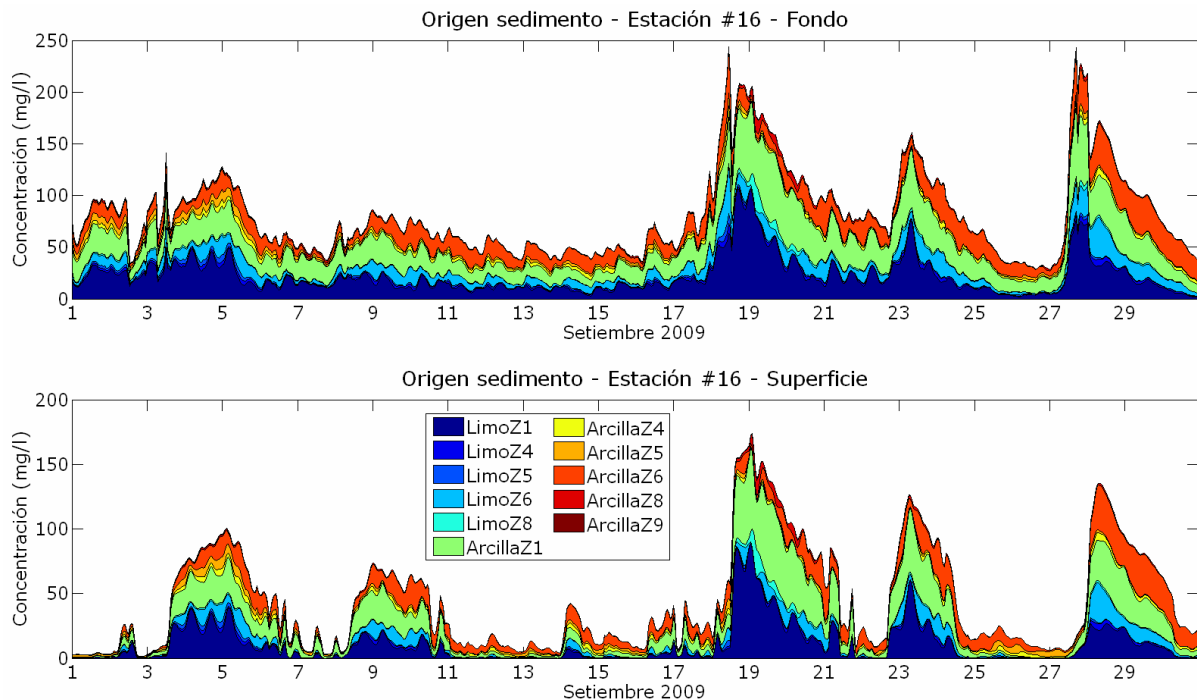 Origen sedimento - Estación #16 - Fondo
250
200
150
100
50
0
Concentración (mg/l)
1 3 5 7 9 11 13 15 17 19 21 23 25 27 29
Setiembre 2009
Origen sedimento - Estación #16 - Superficie
200
150
100
50
0
Concentración (mg/l)
LimoZ1
LimoZ4
LimoZ5
LimoZ6
LimoZ8
ArcillaZ1
ArcillaZ4
ArcillaZ5
ArcillaZ6
ArcillaZ8
ArcillaZ9
1 3 5 7 9 11 13 15 17 19 21 23 25 27 29
Setiembre 2009